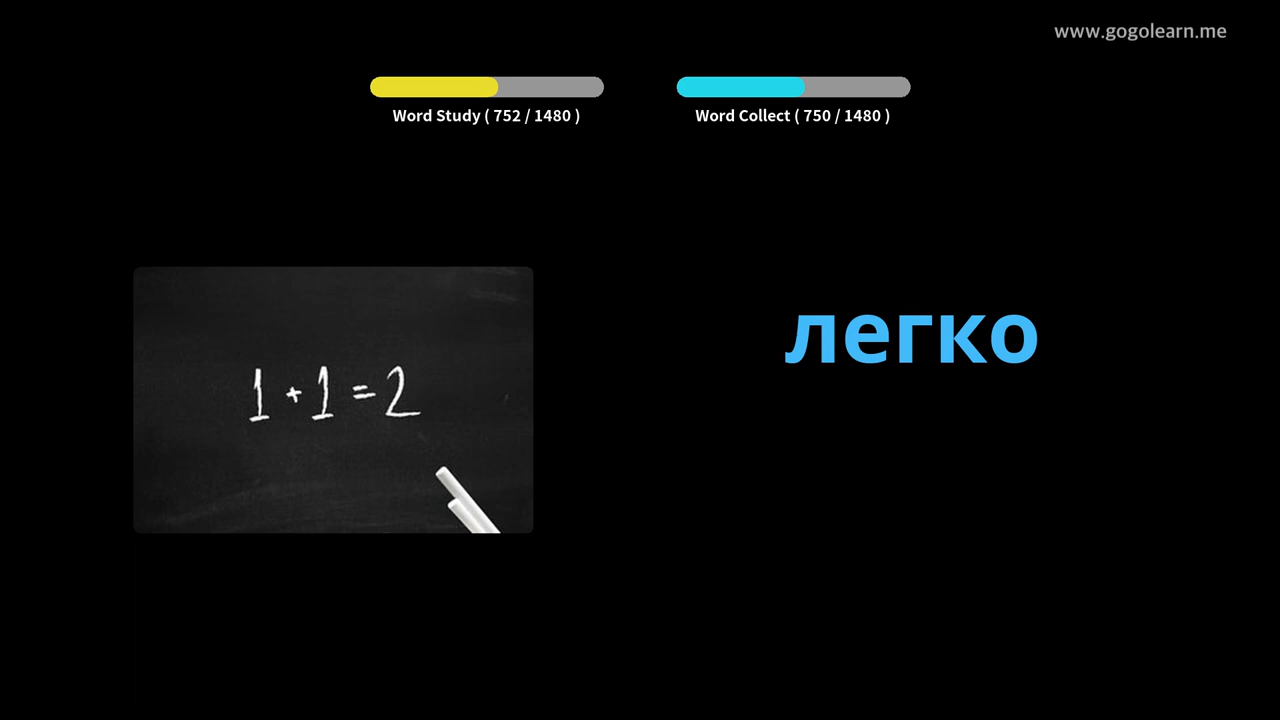 www.gogolearn.me
Word Study ( 752 / 1480 )
Word Collect ( 750 / 1480 )
1 + 1 = 2
легко